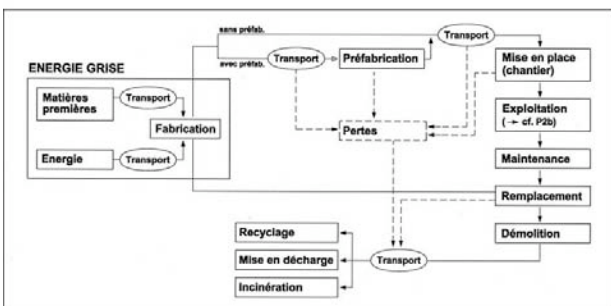 sans préfab.
Transport
avec préfab.
Transport
Préfabrication
Mise en place
(chantier)
ENERGIE GRISE
Matières
premières
Transport
Fabrication
Energie
Transport
Pertes
Exploitation
(→ cf. P2b)
Maintenance
Remplacement
Démolition
Recyclage
Mise en décharge
Transport
Incinération